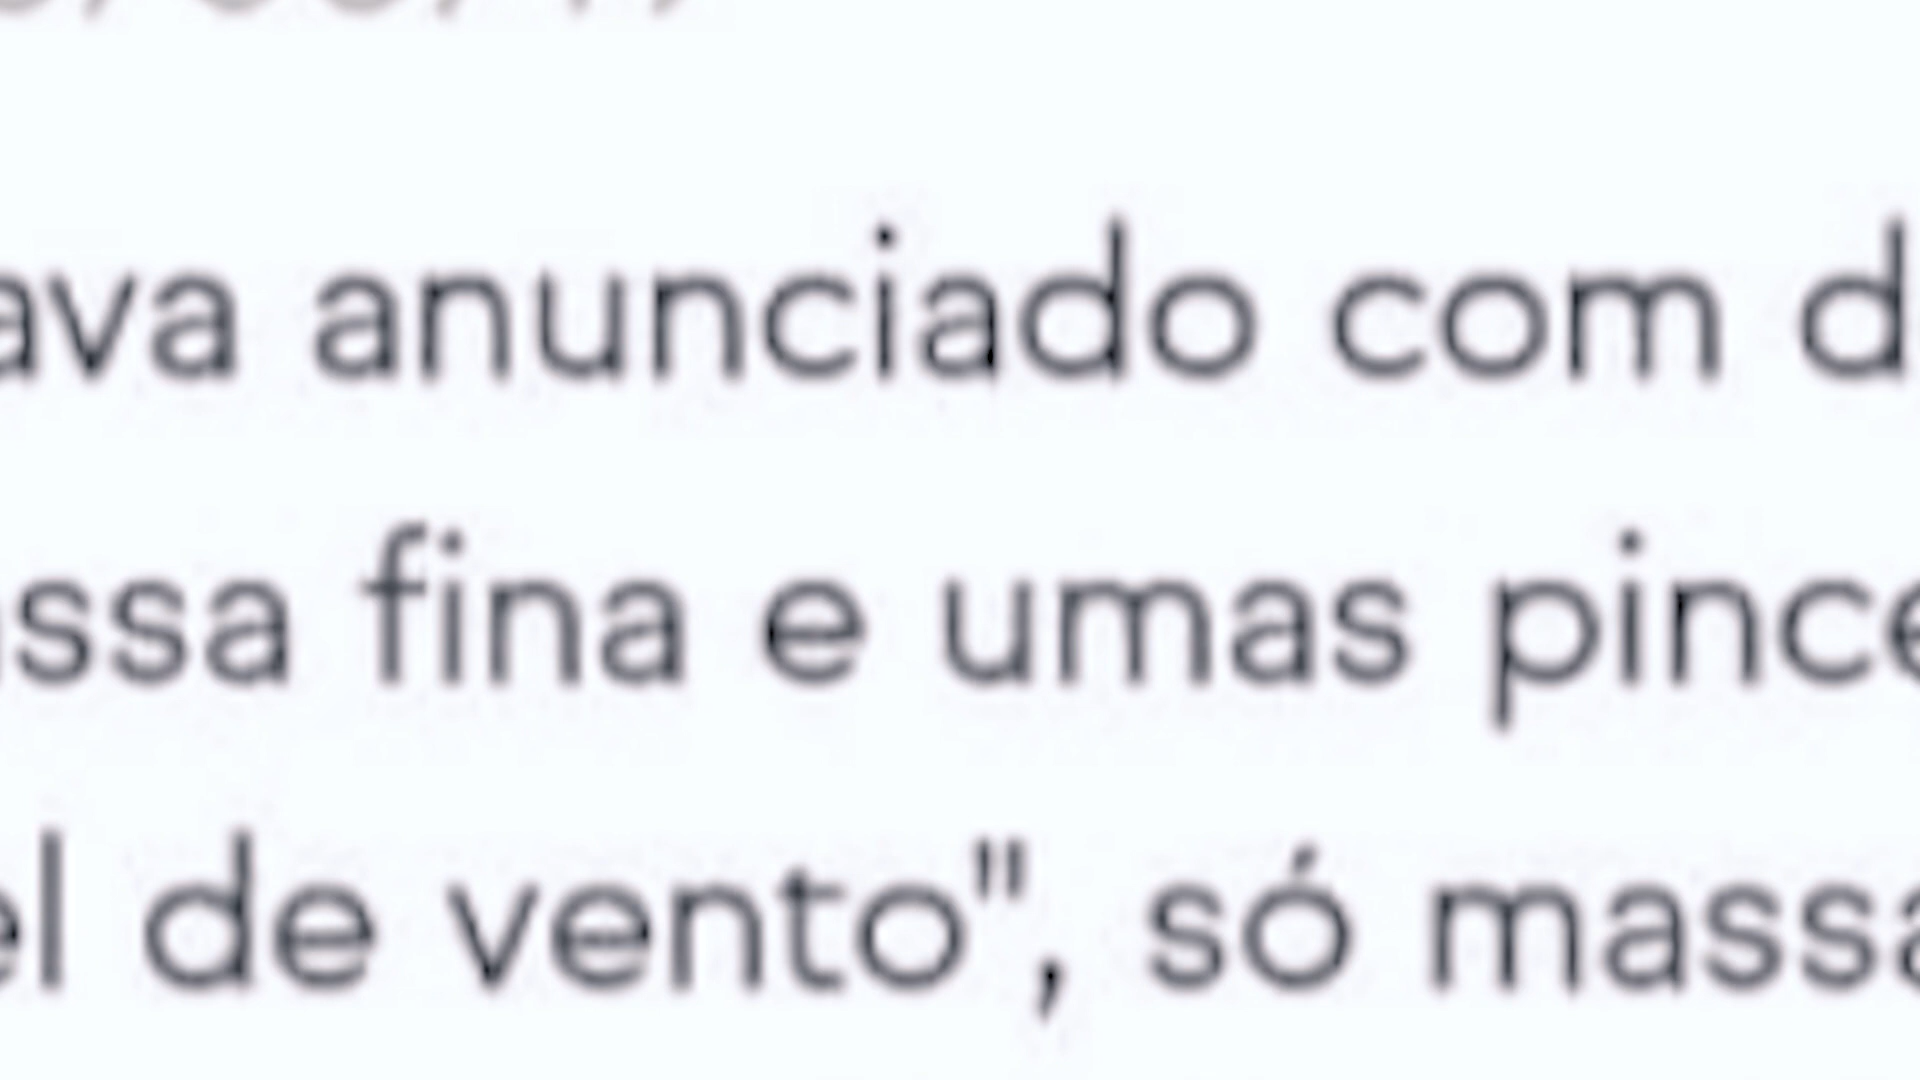 ava anunciado com d
ssa fina e umas pince
el de vento", só massa